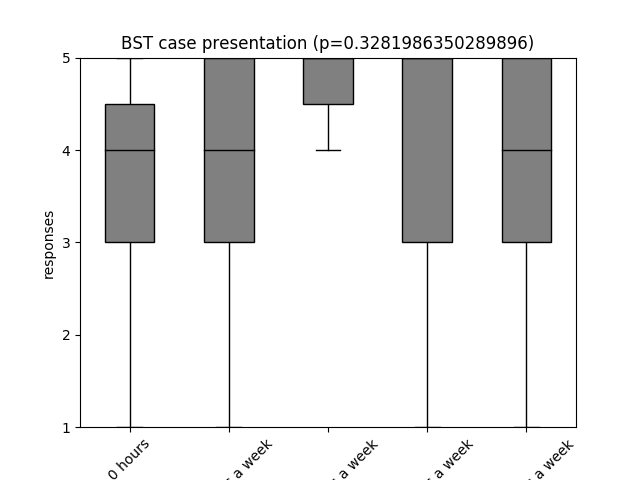 BST case presentation (p=0.3281986350289896)
responses
5
4
3
2
1
0 hours
a week
a week
a week
a week